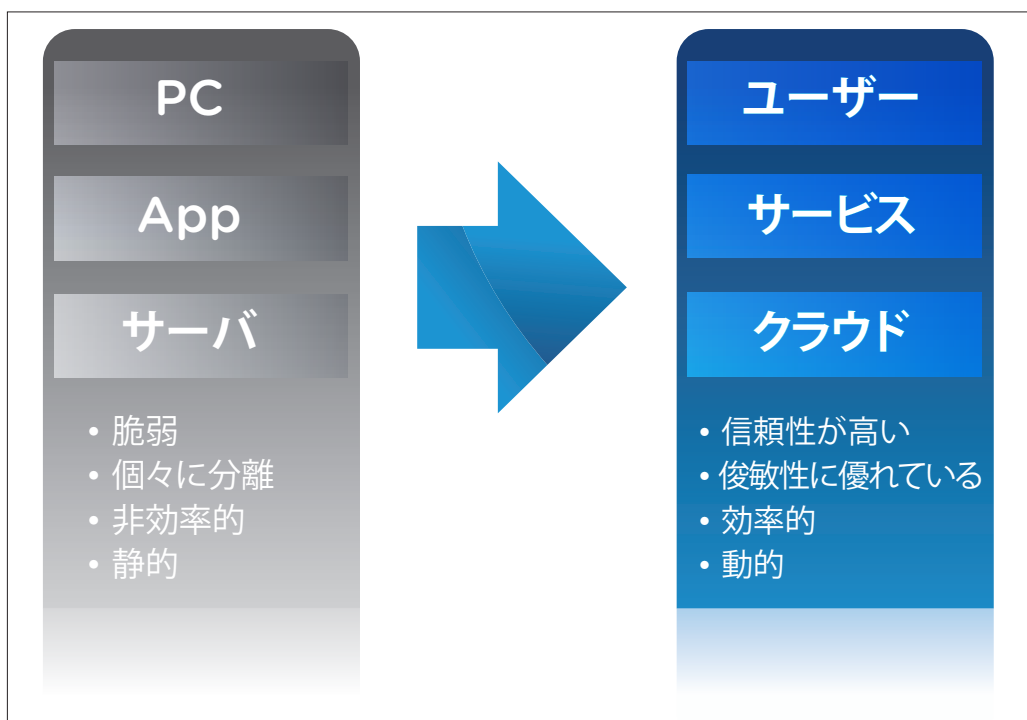 PC
App
サーバ
• 脆弱
• 個々に分離
• 非効率的
• 静的
ユーザー
サービス
クラウド
• 信頼性が高い
• 俊敏性に優れている
• 効率的
• 動的